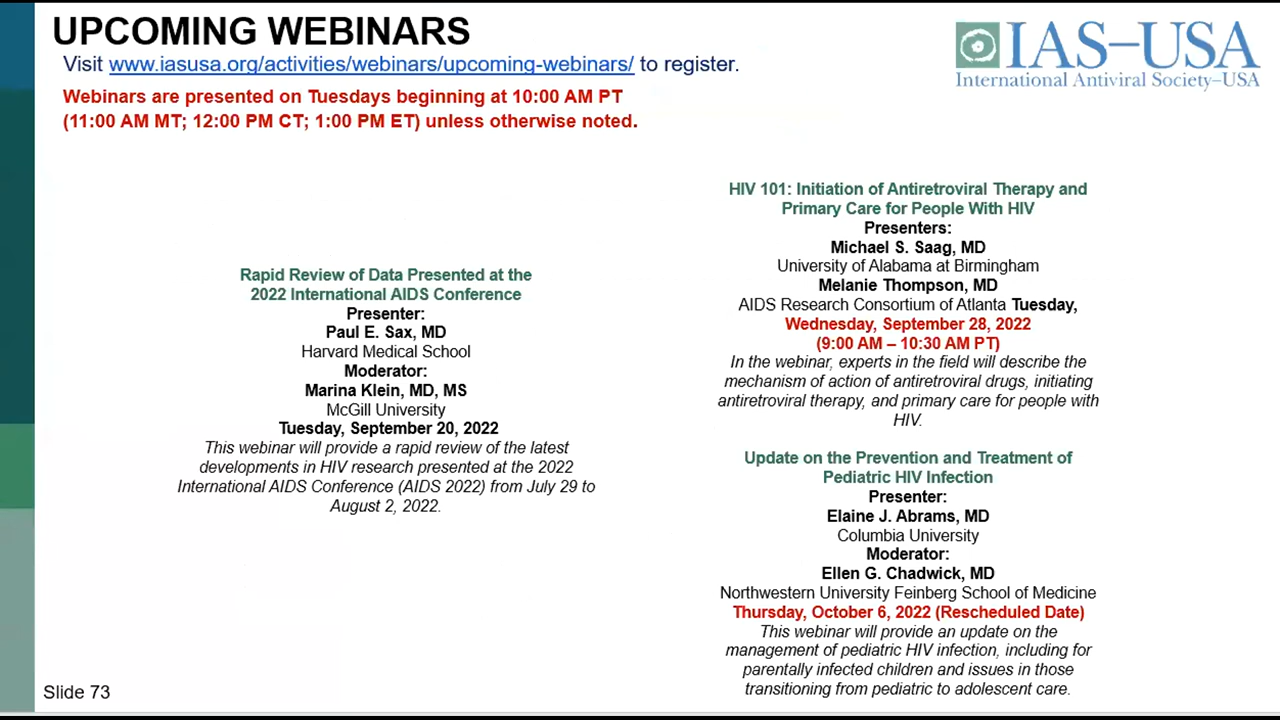 UPCOMING WEBINARS
Visit www.iasusa.org/activities/webinars/upcoming-webinars/ to register.
Webinars are presented on Tuesdays beginning at 10:00 AM PT
(11:00 AM MT; 12:00 PM CT; 1:00 PM ET) unless otherwise noted.
IAS–USA
International Antiviral Society–USA
Rapid Review of Data Presented at the
2022 International AIDS Conference
Presenter:
Paul E. Sax, MD
Harvard Medical School
Moderator:
Marina Klein, MD, MS
McGill University
Tuesday, September 20, 2022
This webinar will provide a rapid review of the latest
developments in HIV research presented at the 2022
International AIDS Conference (AIDS 2022) from July 29 to
August 2, 2022.
HIV 101: Initiation of Antiretroviral Therapy and
Primary Care for People With HIV
Presenters:
Michael S. Saag, MD
University of Alabama at Birmingham
Melanie Thompson, MD
AIDS Research Consortium of Atlanta Tuesday,
Wednesday, September 28, 2022
(9:00 AM – 10:30 AM PT)
In the webinar, experts in the field will describe the
mechanism of action of antiretroviral drugs, initiating
antiretroviral therapy, and primary care for people with
HIV.
Update on the Prevention and Treatment of
Pediatric HIV Infection
Presenter:
Elaine J. Abrams, MD
Columbia University
Moderator:
Ellen G. Chadwick, MD
Northwestern University Feinberg School of Medicine
Thursday, October 6, 2022 (Rescheduled Date)
This webinar will provide an update on the
management of pediatric HIV infection, including for
parentally infected children and issues in those
transitioning from pediatric to adolescent care.
Slide 73